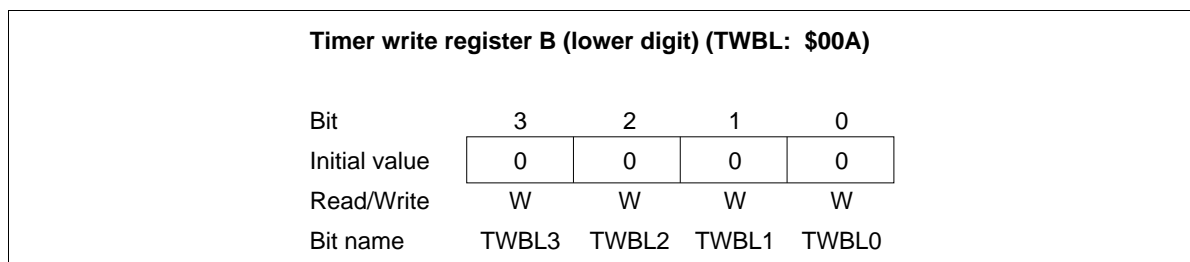 Timer write register B (lower digit) (TWBL: $00A)
Bit 3 2 1 0
Initial value 0 0 0 0
Read/Write W W W W
Bit name TWBL3 TWBL2 TWBL1 TWBL0